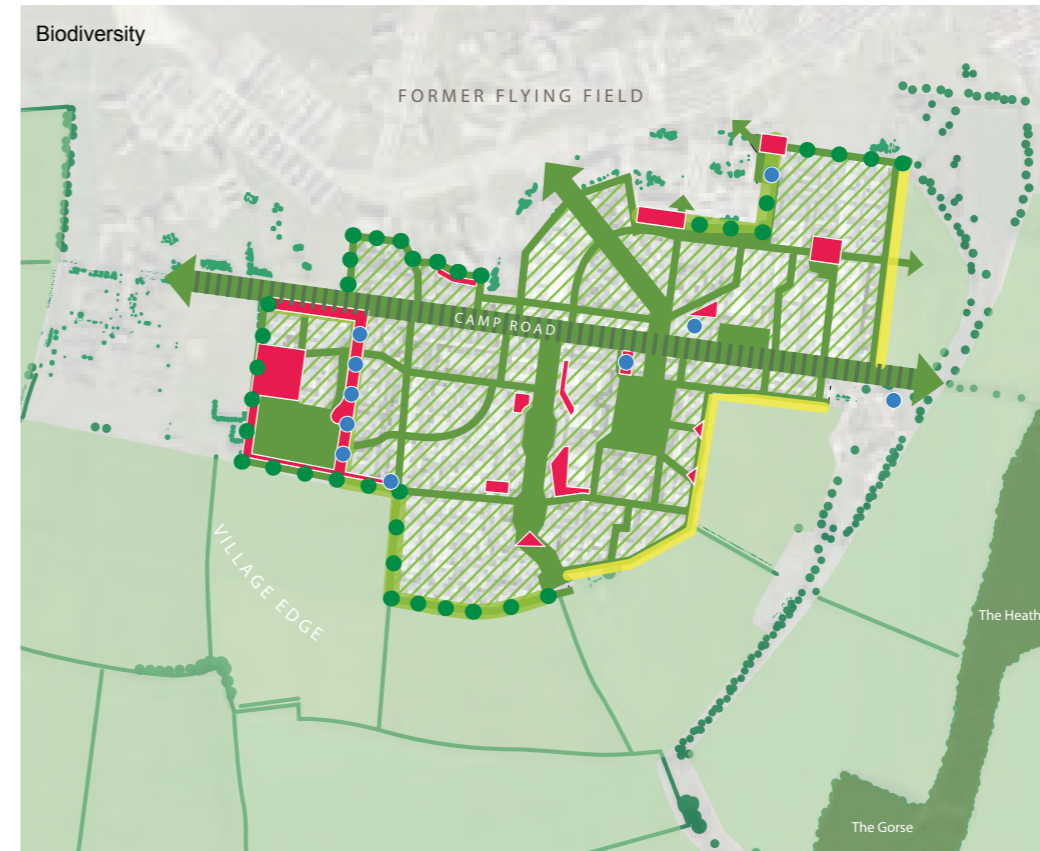 Biodiversity
FORMER FLYING FIELD
CAMP ROAD
VILLAGE EDGE
The Heath
The Gorse